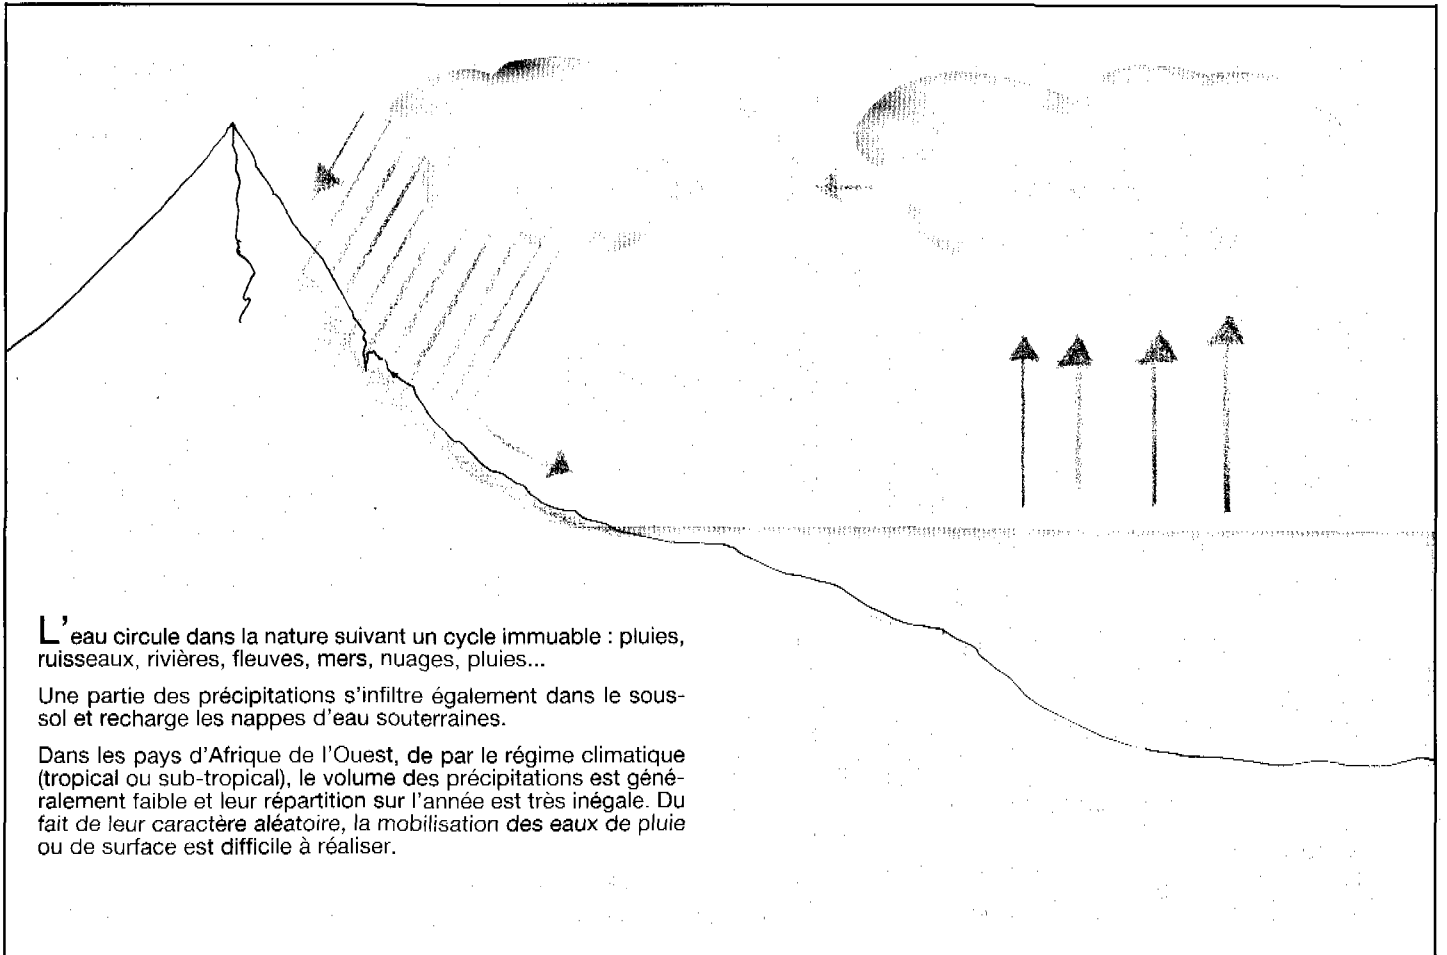 L'eau circule dans la nature suivant un cycle immuable : pluies,
ruisseaux, rivières, fleuves, mers, nuages, pluies...
Une partie des précipitations s'infiltre également dans le sous-
sol et recharge les nappes d'eau souterraines.
Dans les pays d'Afrique de l'Ouest, de par le régime climatique
(tropical ou sub-tropical), le volume des précipitations est géné-
ralement faible et leur répartition sur l'année est très inégale. Du
fait de leur caractère aléatoire, la mobilisation des eaux de pluie
ou de surface est difficile à réaliser.